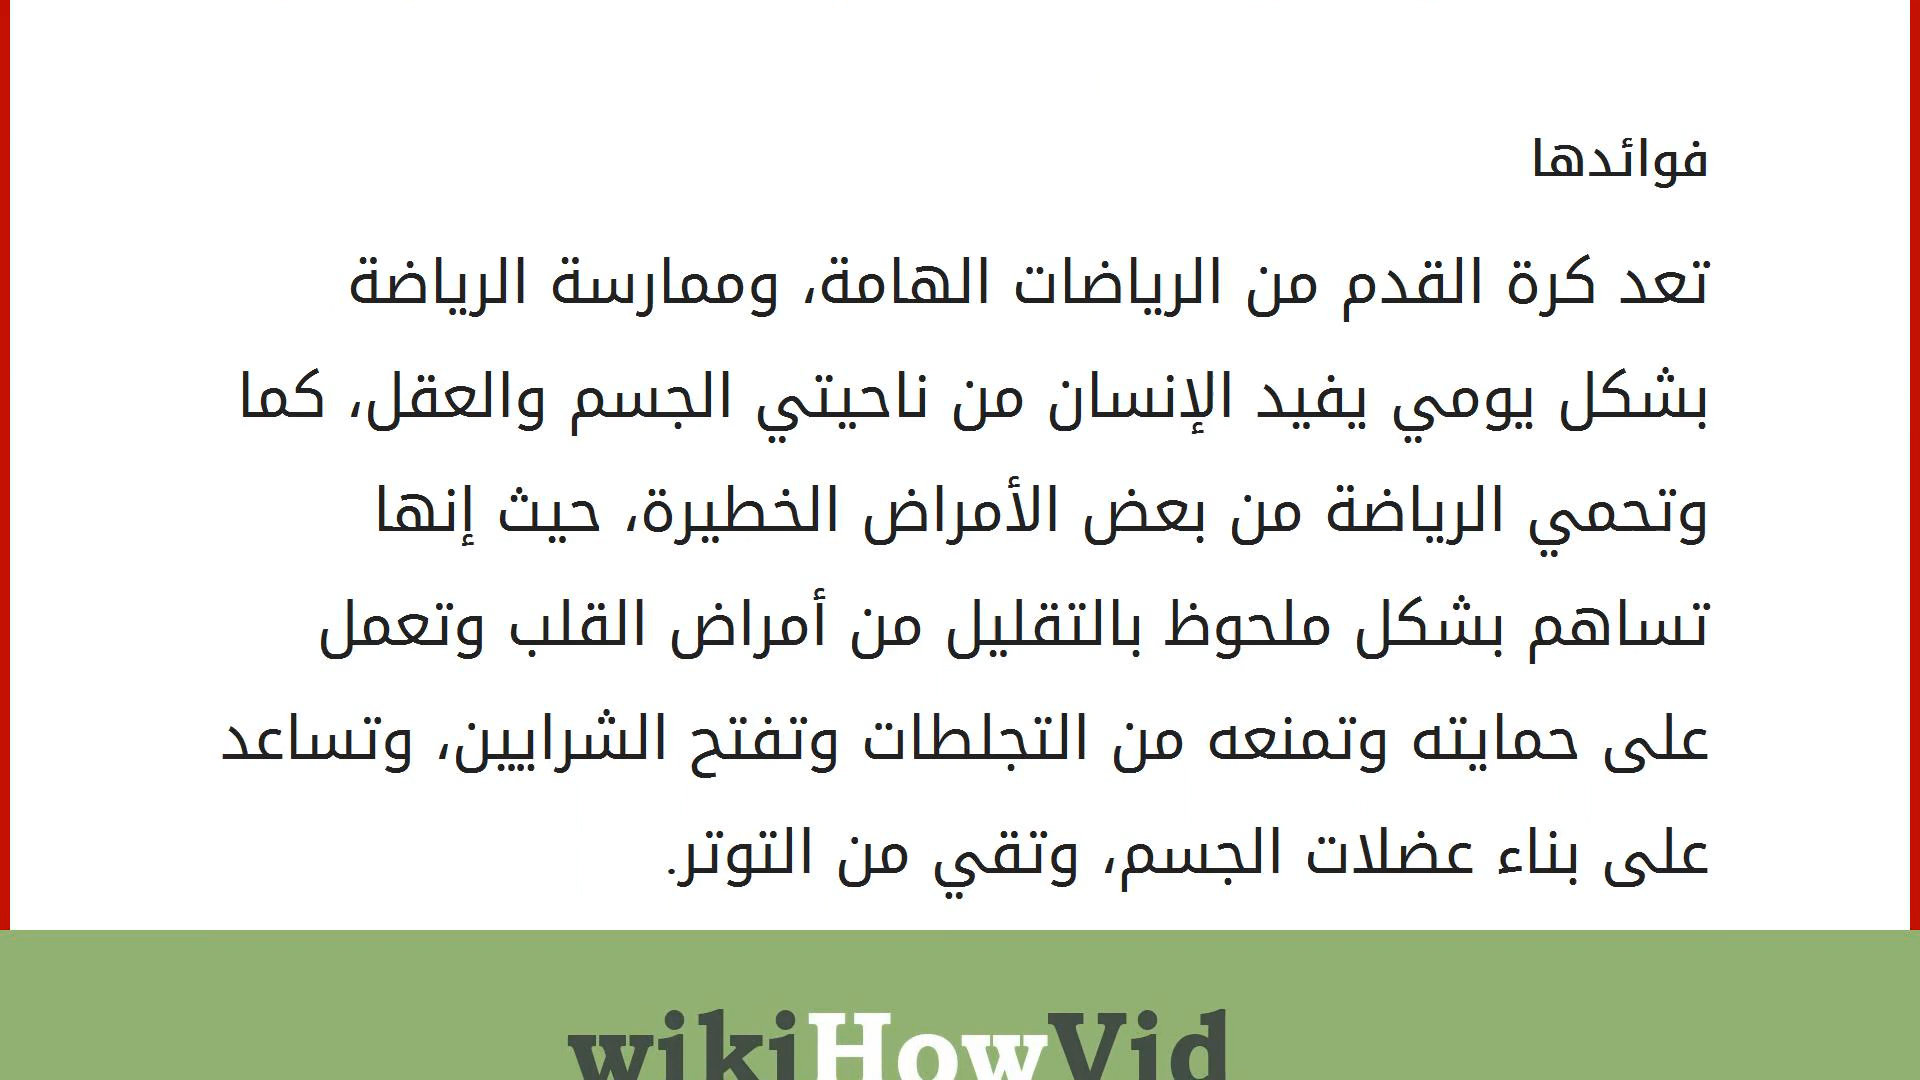 فوائدها
تعد كرة القدم من الرياضات الهامة، وممارسة الرياضة
بشكل يومي يفيد الإنسان من ناحيتي الجسم والعقل، كما
وتحمي الرياضة من بعض الأمراض الخطيرة، حيث إنها
تساهم بشكل ملحوظ بالتقليل من أمراض القلب وتعمل
على حمايته وتمنعه من التجلطات وتفتح الشرايين، وتساعد
على بناء عضلات الجسم، وتقي من التوتر.
wikiHowVid